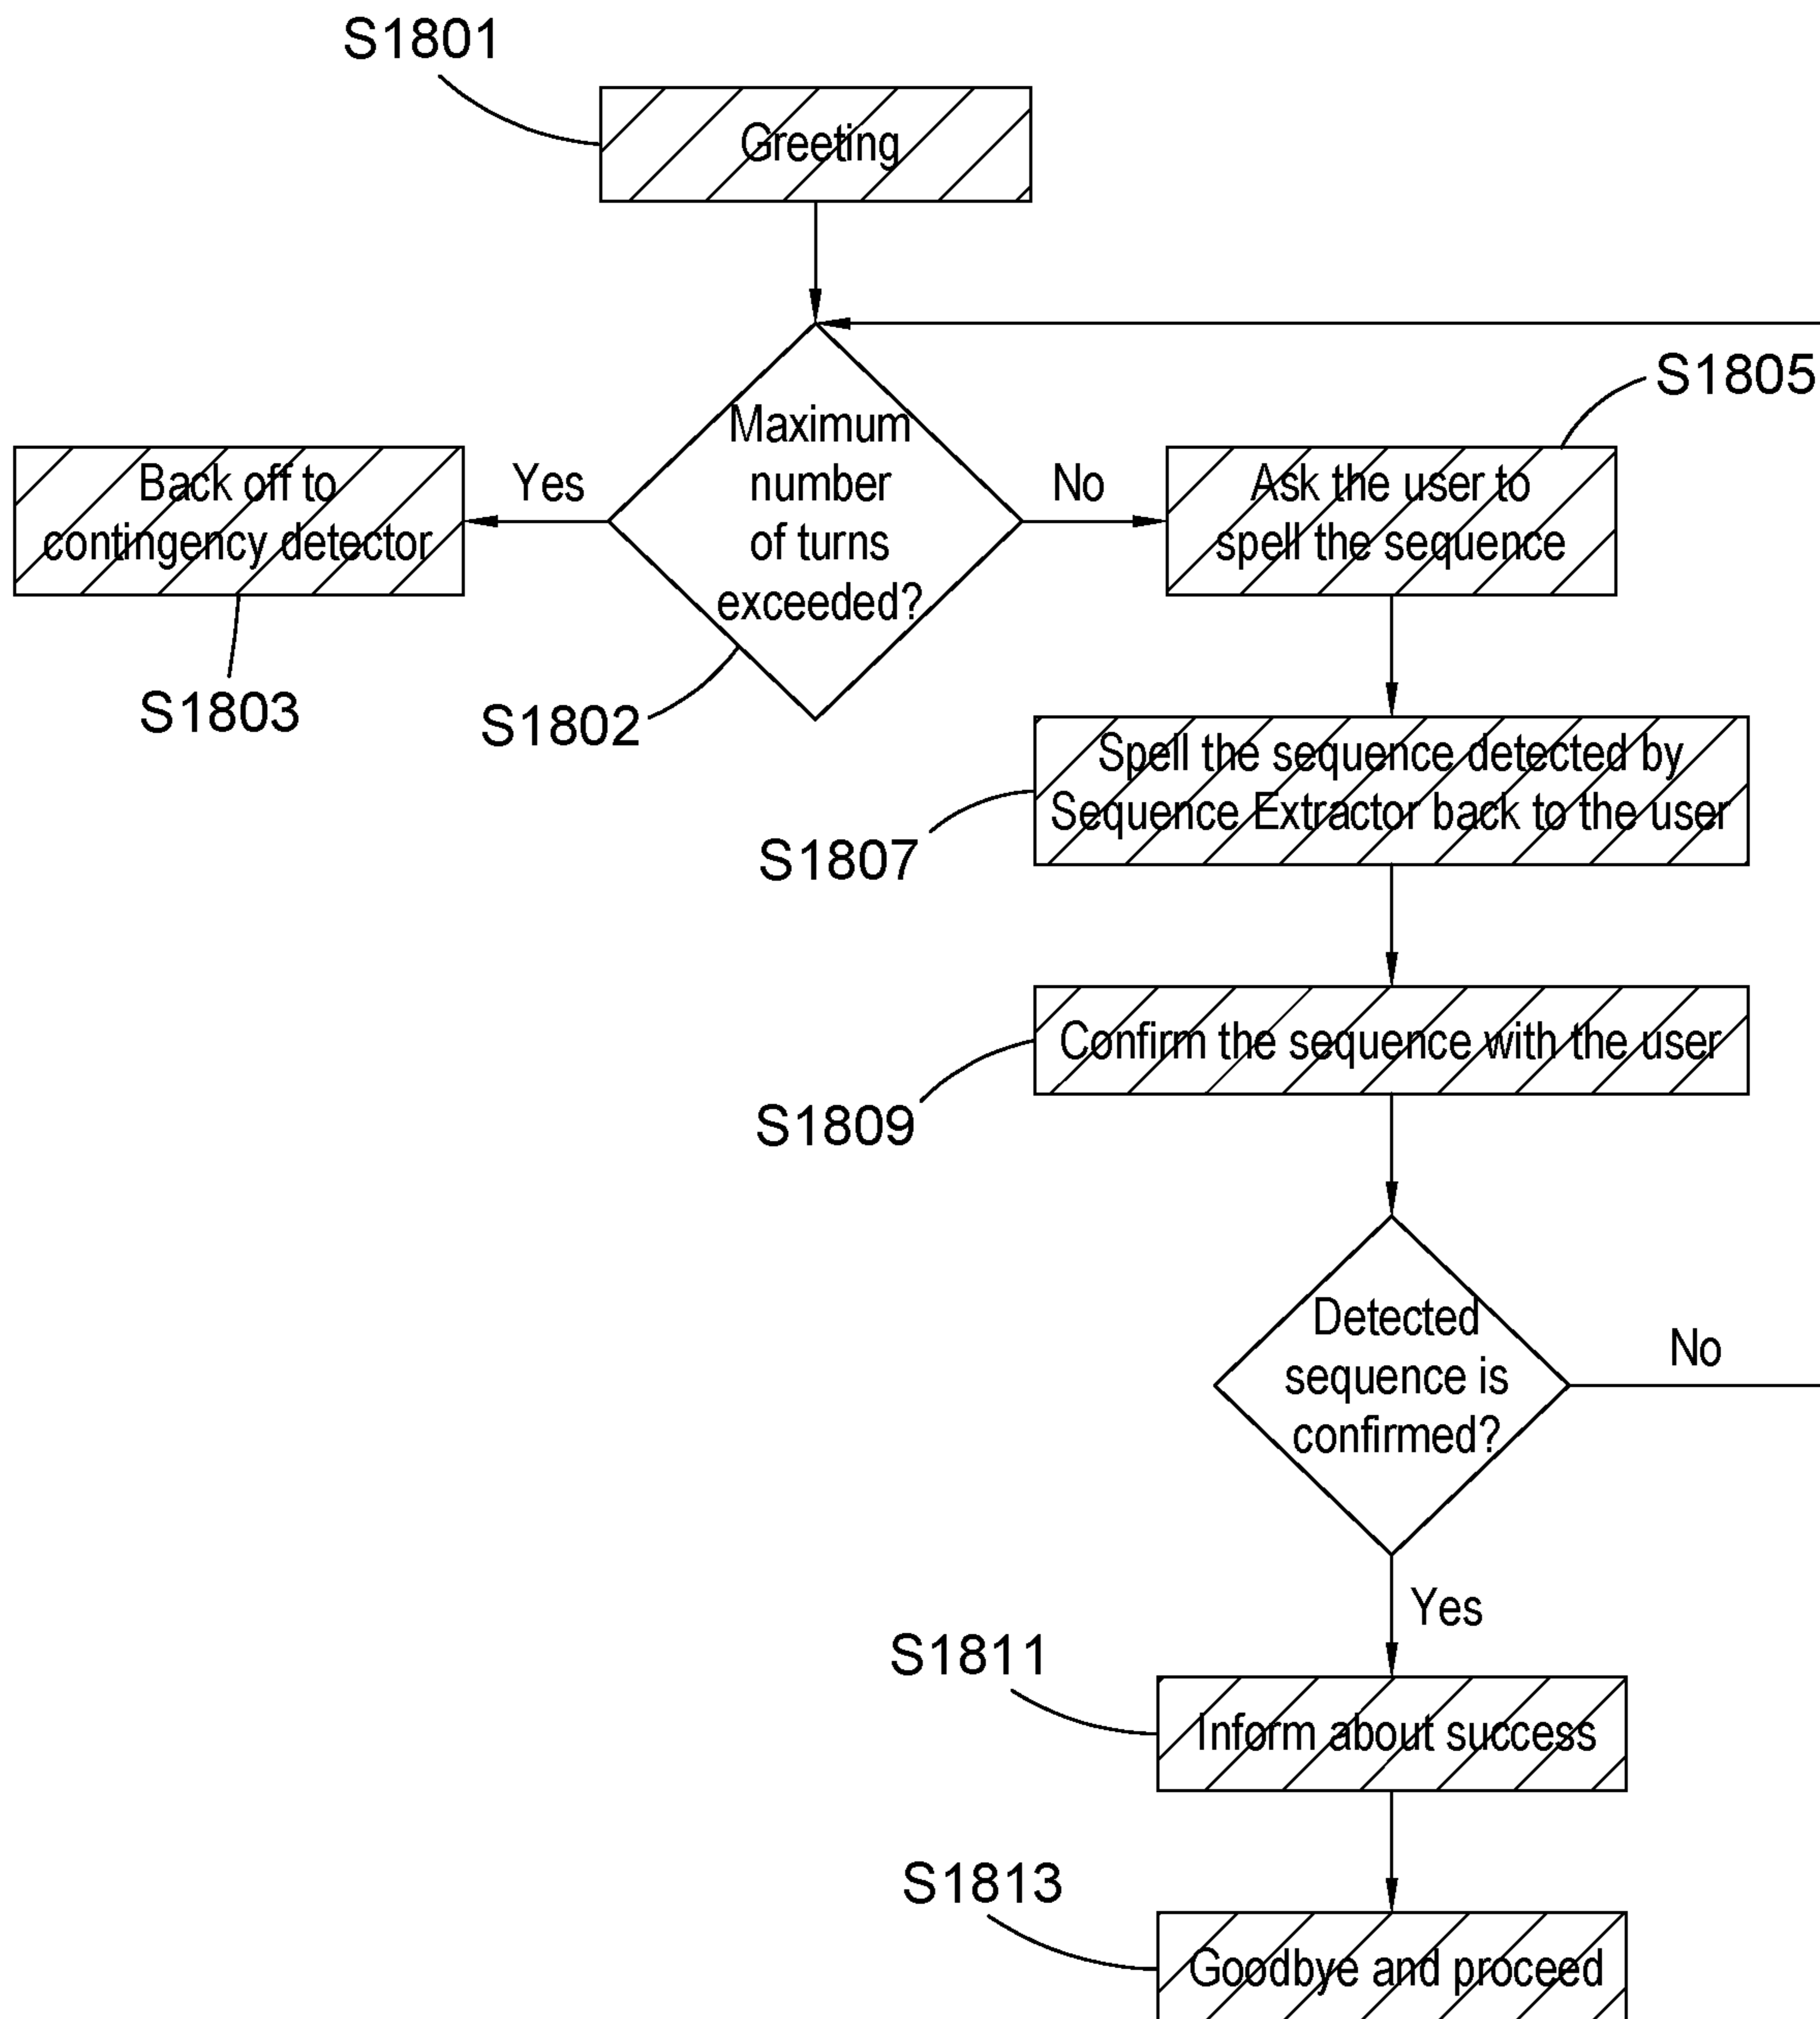 S1801
Greeting
S1805
Maximum
number
of turns
exceeded?
Back off to
contingency detector
Yes
No
Ask the user to
spell the sequence
S1803
S1802
Spell the sequence detected by
Sequence Extractor back to the user
S1807
Confirm the sequence with the user
S1809
Detected
sequence is
confirmed?
No
Yes
S1811
Inform about success
S1813
Goodbye and proceed